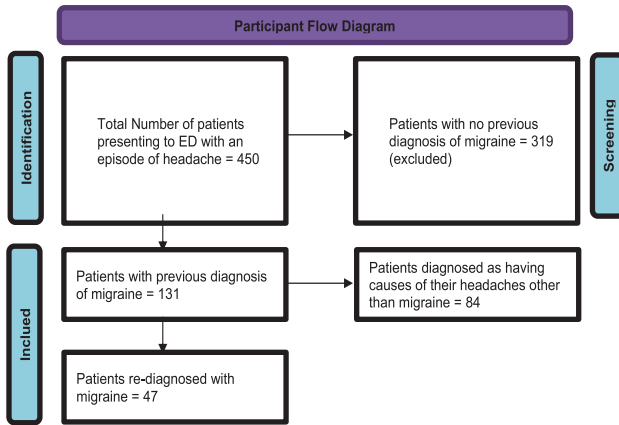 Participant Flow Diagram
Identification
Total Number of patients
presenting to ED with an
episode of headache = 450
Patients with no previous
diagnosis of migraine = 319
(excluded)
Screening
Inclued
Patients with previous diagnosis
of migraine = 131
Patients diagnosed as having
causes of their headaches other
than migraine = 84
Patients re-diagnosed with
migraine = 47